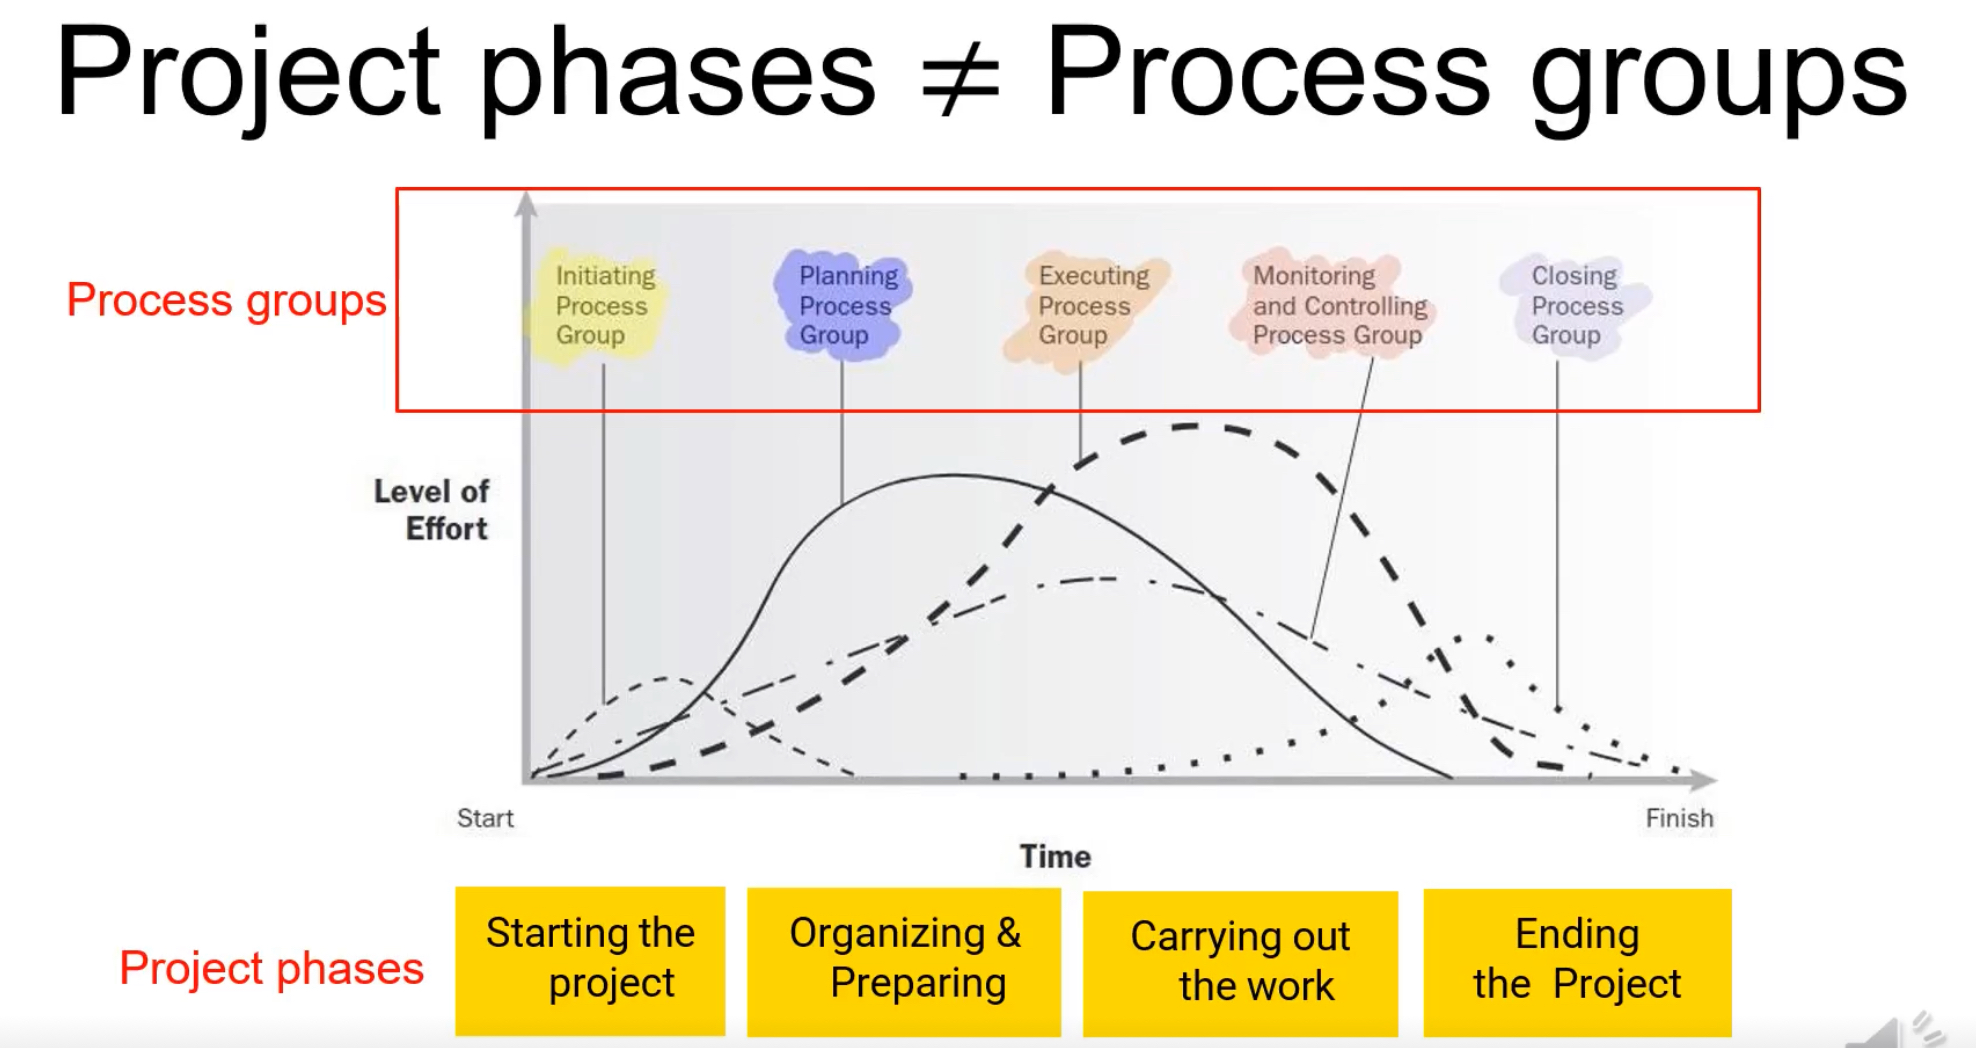 Project phases ≠ Process groups
Process groups
Initiating
Process
Group
Planning
Process
Group
Executing
Process
Group
Monitoring
and Controlling
Process Group
Closing
Process
Group
Level of
Effort
Start
Finish
Time
Project phases
Starting the
project
Organizing &
Preparing
Carrying out
the work
Ending
the Project